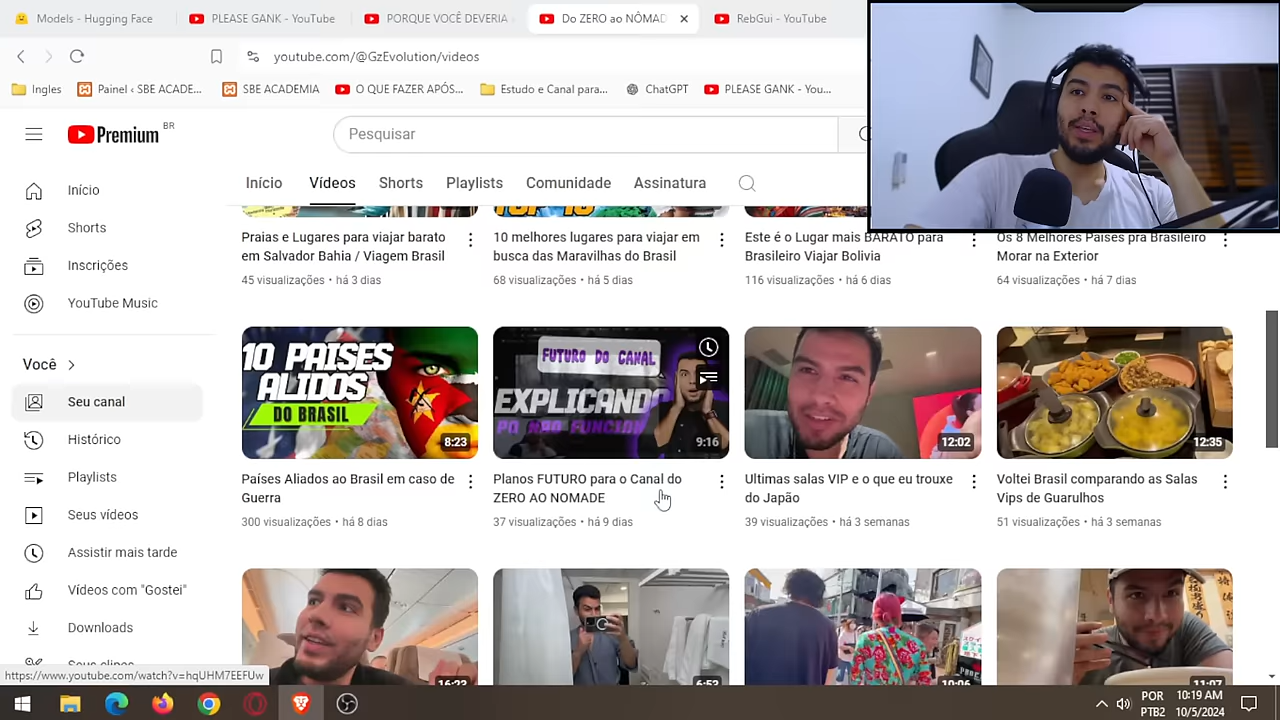 Models - Hugging Face
PLEASE GANK - YouTube
PORQUE VOCÊ DEVERIA
Do ZERO ao NÔMAD
RebGui - YouTube
youtube.com/@GzEvolution/videos
Ingles
Painel ‹ SBE ACADE...
SBE ACADEMIA
O QUE FAZER APÓS...
Estudo e Canal para...
ChatGPT
PLEASE GANK - You...
Premium BR
Pesquisar
Início
Vídeos
Shorts
Playlists
Comunidade
Assinatura
Início
Shorts
Inscrições
YouTube Music
Você
Seu canal
Histórico
Playlists
Seus vídeos
Assistir mais tarde
Vídeos com "Gostei"
Downloads
Seus clipes
Praias e Lugares para viajar barato
em Salvador Bahia / Viagem Brasil
45 visualizações • há 3 dias
TOP 10
10 melhores lugares para viajar em
busca das Maravilhas do Brasil
68 visualizações • há 5 dias
Este é o Lugar mais BARATO para
Brasileiro Viajar Bolivia
116 visualizações • há 6 dias
Os 8 Melhores Países pra Brasileiro
Morar na Exterior
64 visualizações • há 7 dias
10 PAISES
ALIDOS
DO BRASIL
8:23
Países Aliados ao Brasil em caso de
Guerra
300 visualizações • há 8 dias
FUTURO DO CANAL
EXPLICANDO
9:16
Planos FUTURO para o Canal do
ZERO AO NOMADE
37 visualizações • há 9 dias
12:02
Ultimas salas VIP e o que eu trouxe
do Japão
39 visualizações • há 3 semanas
12:35
Voltei Brasil comparando as Salas
Vips de Guarulhos
51 visualizações • há 3 semanas
16:23
6:53
10:06
11:07
https://www.youtube.com/watch?v=hqUHM7EEFUw
POR
PTB2
10:19 AM
10/5/2024